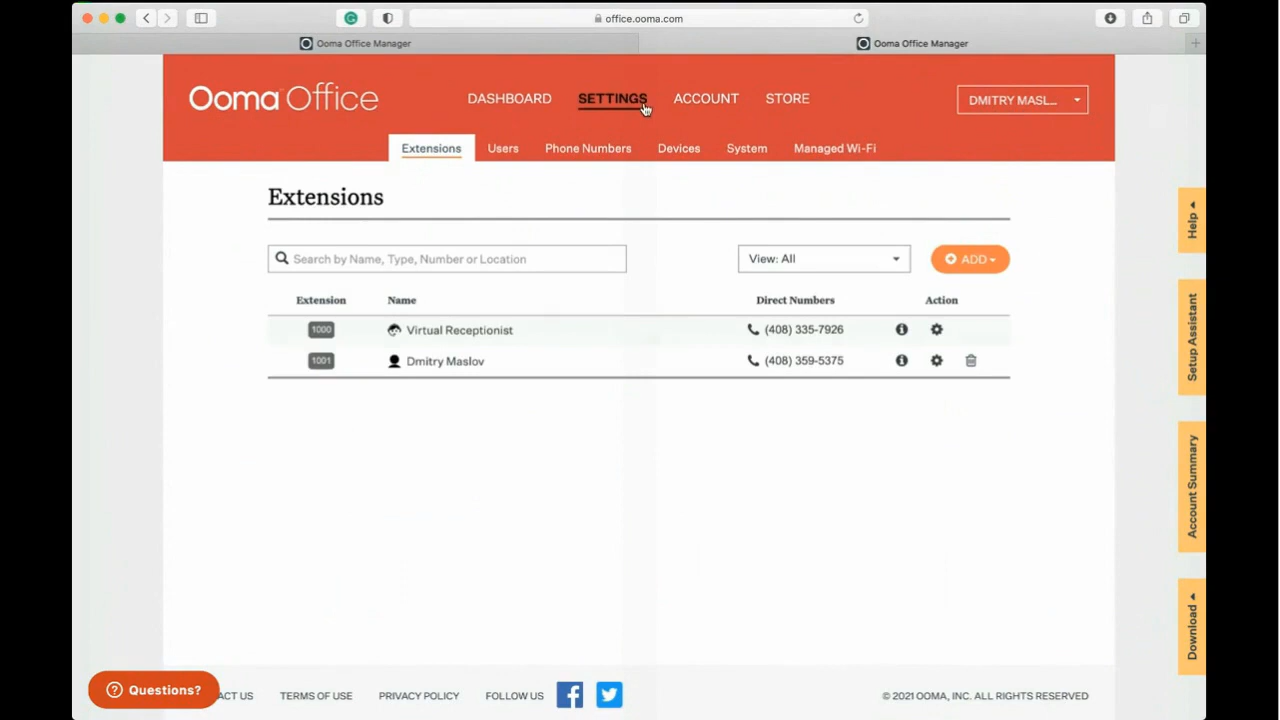 office.ooma.com
Ooma Office Manager
Ooma Office Manager
Ooma Office
DASHBOARD SETTINGS ACCOUNT STORE
DMITRY MASL...
Extensions Users Phone Numbers Devices System Managed Wi-Fi
Extensions
Search by Name, Type, Number or Location
View: All
ADD
Extension Name Direct Numbers Action
1000 Virtual Receptionist (408) 335-7926
1001 Dmitry Maslov (408) 359-5375
Help
Setup Assistant
Account Summary
Download
Questions?
ACT US TERMS OF USE PRIVACY POLICY FOLLOW US © 2021 OOMA, INC. ALL RIGHTS RESERVED